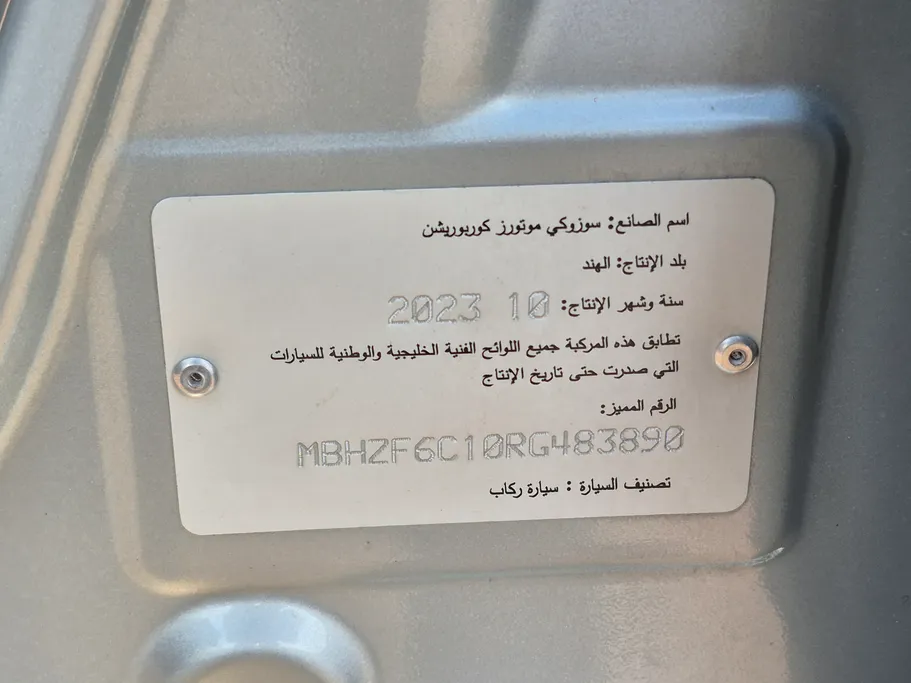 اسم الصانع: سوزوكي موتورز كوربوريشن
بلد الإنتاج: الهند
سنة وشهر الإنتاج: 2023 10
تطابق هذه المركبة جميع اللوائح الفنية الخليجية والوطنية للسيارات
التي صدرت حتى تاريخ الإنتاج
الرقم المميز:
MBHZF6C10RG483890
تصنيف السيارة : سيارة ركاب